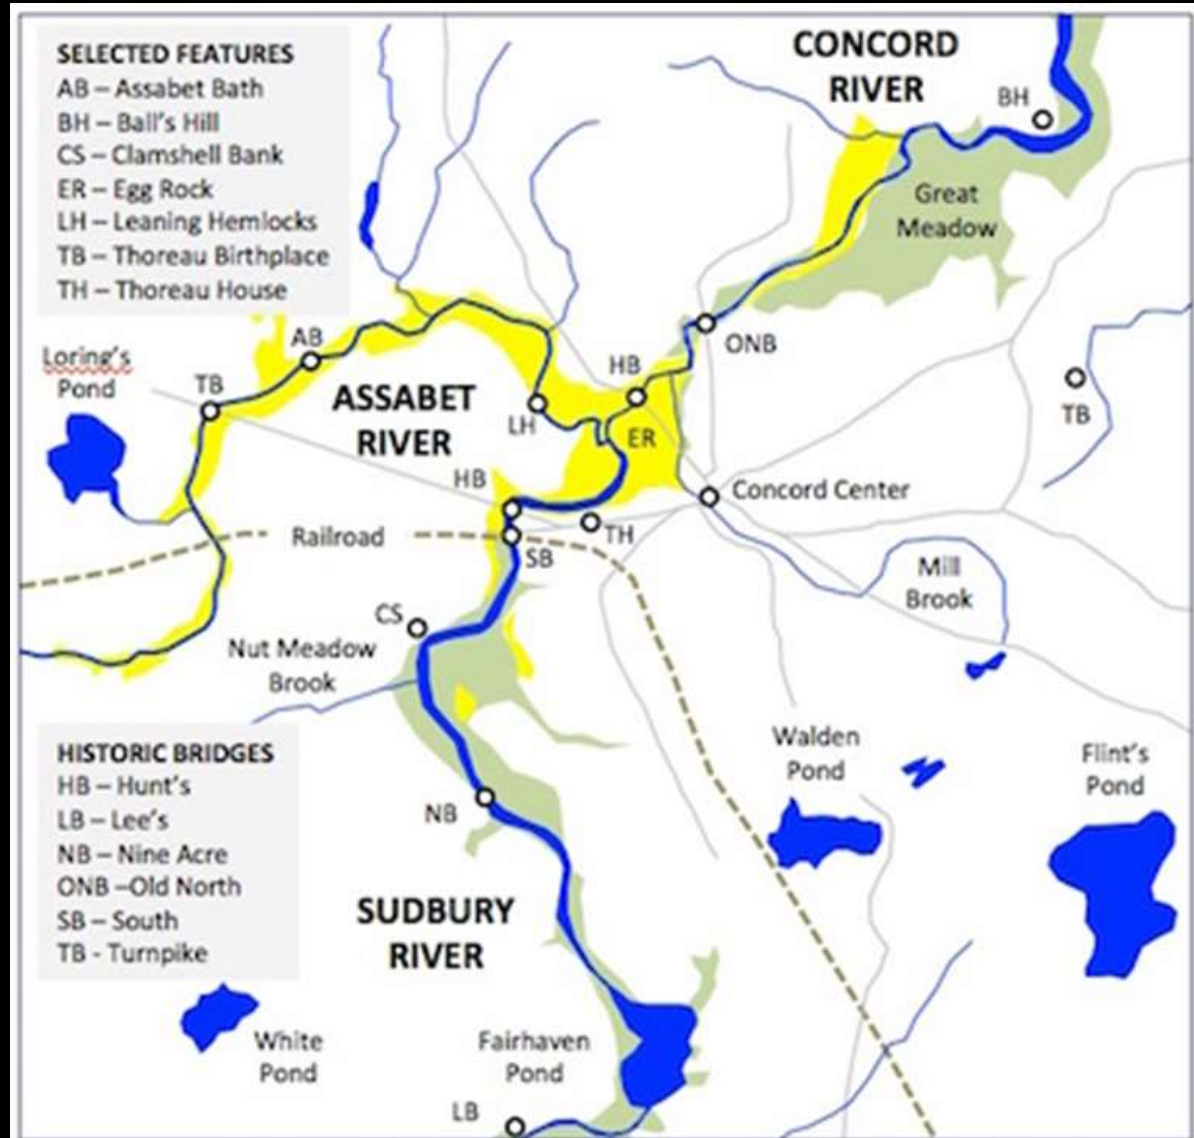 SELECTED FEATURES
AB – Assabet Bath
BH – Ball's Hill
CS – Clamshell Bank
ER – Egg Rock
LH – Leaning Hemlocks
TB – Thoreau Birthplace
TH – Thoreau House
CONCORD
RIVER
BH
Great
Meadow
ONB
AB
Loring's
Pond
TB
ASSABET
RIVER
HB
LH
ER
TB
HB
Concord Center
Railroad
TH
SB
Mill
Brook
CS
Nut Meadow
Brook
HISTORIC BRIDGES
HB – Hunt's
LB – Lee's
NB – Nine Acre
ONB –Old North
SB – South
TB - Turnpike
Walden
Pond
Flint's
Pond
NB
SUDBURY
RIVER
White
Pond
Fairhaven
Pond
LB